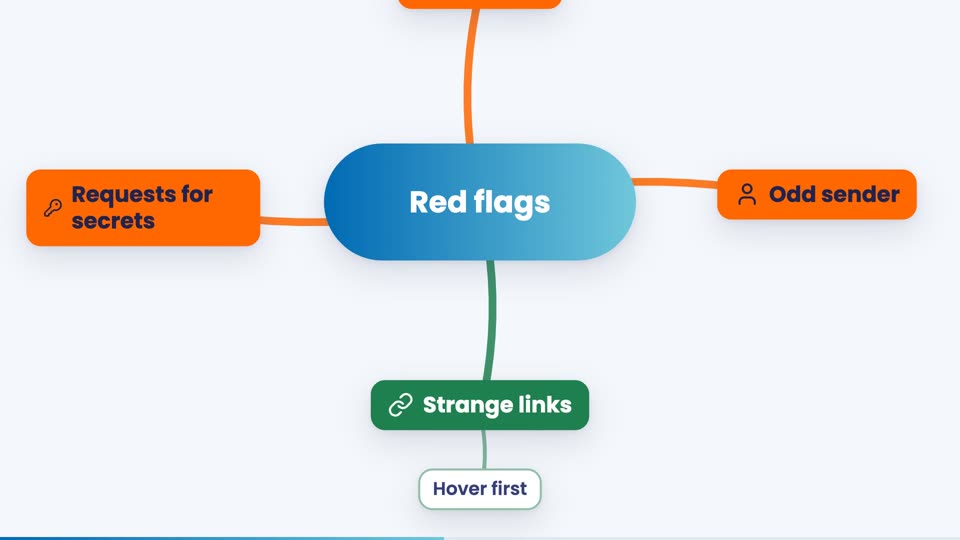 Requests for
secrets
Red flags
Odd sender
Strange links
Hover first